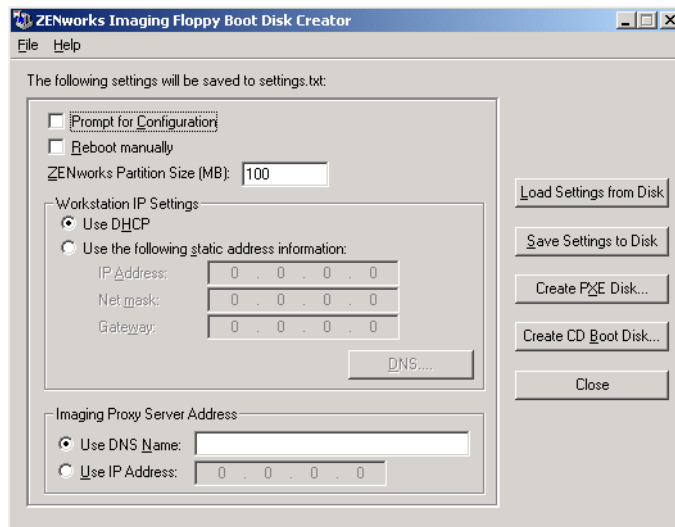 ZENworks Imaging Floppy Boot Disk Creator
File Help
The following settings will be saved to settings.txt:
Prompt for Configuration
Reboot manually
ZENworks Partition Size (MB): 100
Workstation IP Settings
Use DHCP
Use the following static address information:
IP Address: 0 . 0 . 0 . 0
Net mask: 0 . 0 . 0 . 0
Gateway: 0 . 0 . 0 . 0
DNS....
Imaging Proxy Server Address
Use DNS Name:
Use IP Address: 0 . 0 . 0 . 0
Load Settings from Disk
Save Settings to Disk
Create PXE Disk...
Create CD Boot Disk...
Close